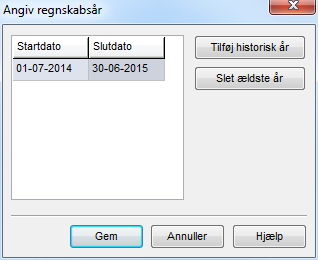 Angiv regnskabsår
Startdato Slutdato
01-07-2014 30-06-2015
Tilføj historisk år
Slet ældste år
Gem Annuller Hjælp